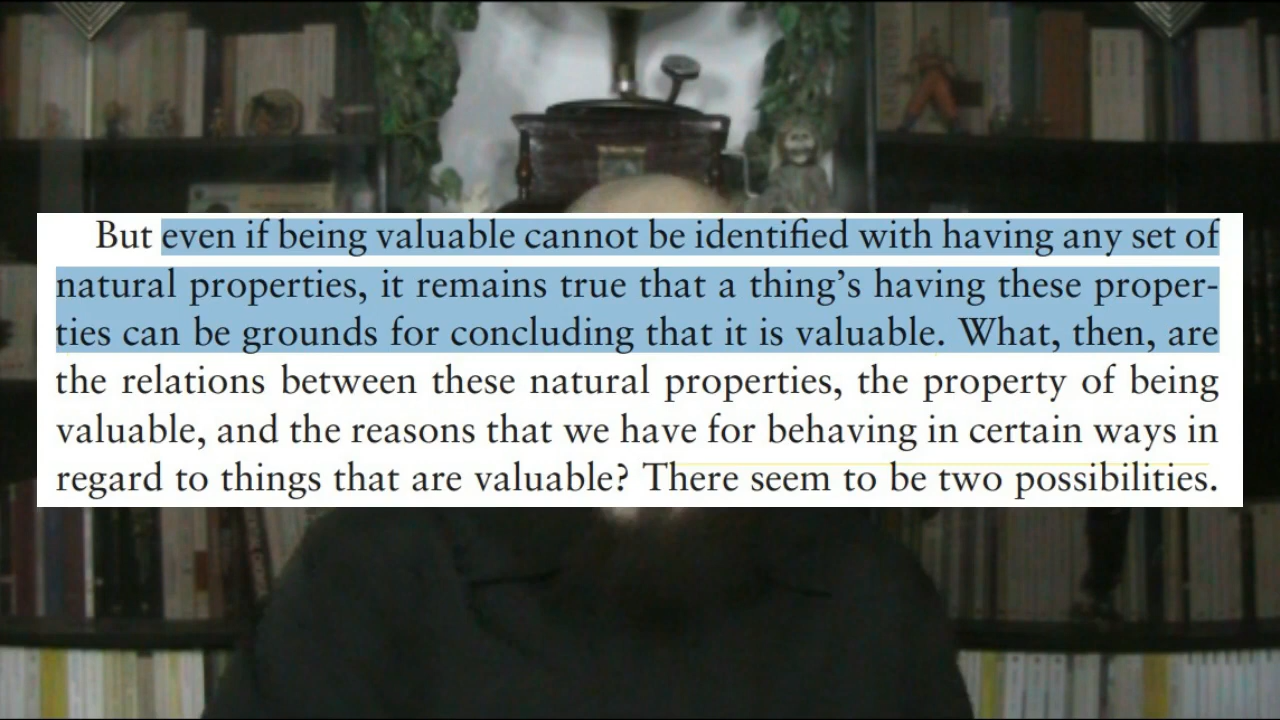 But even if being valuable cannot be identified with having any set of
natural properties, it remains true that a thing’s having these proper-
ties can be grounds for concluding that it is valuable. What, then, are
the relations between these natural properties, the property of being
valuable, and the reasons that we have for behaving in certain ways in
regard to things that are valuable? There seem to be two possibilities.